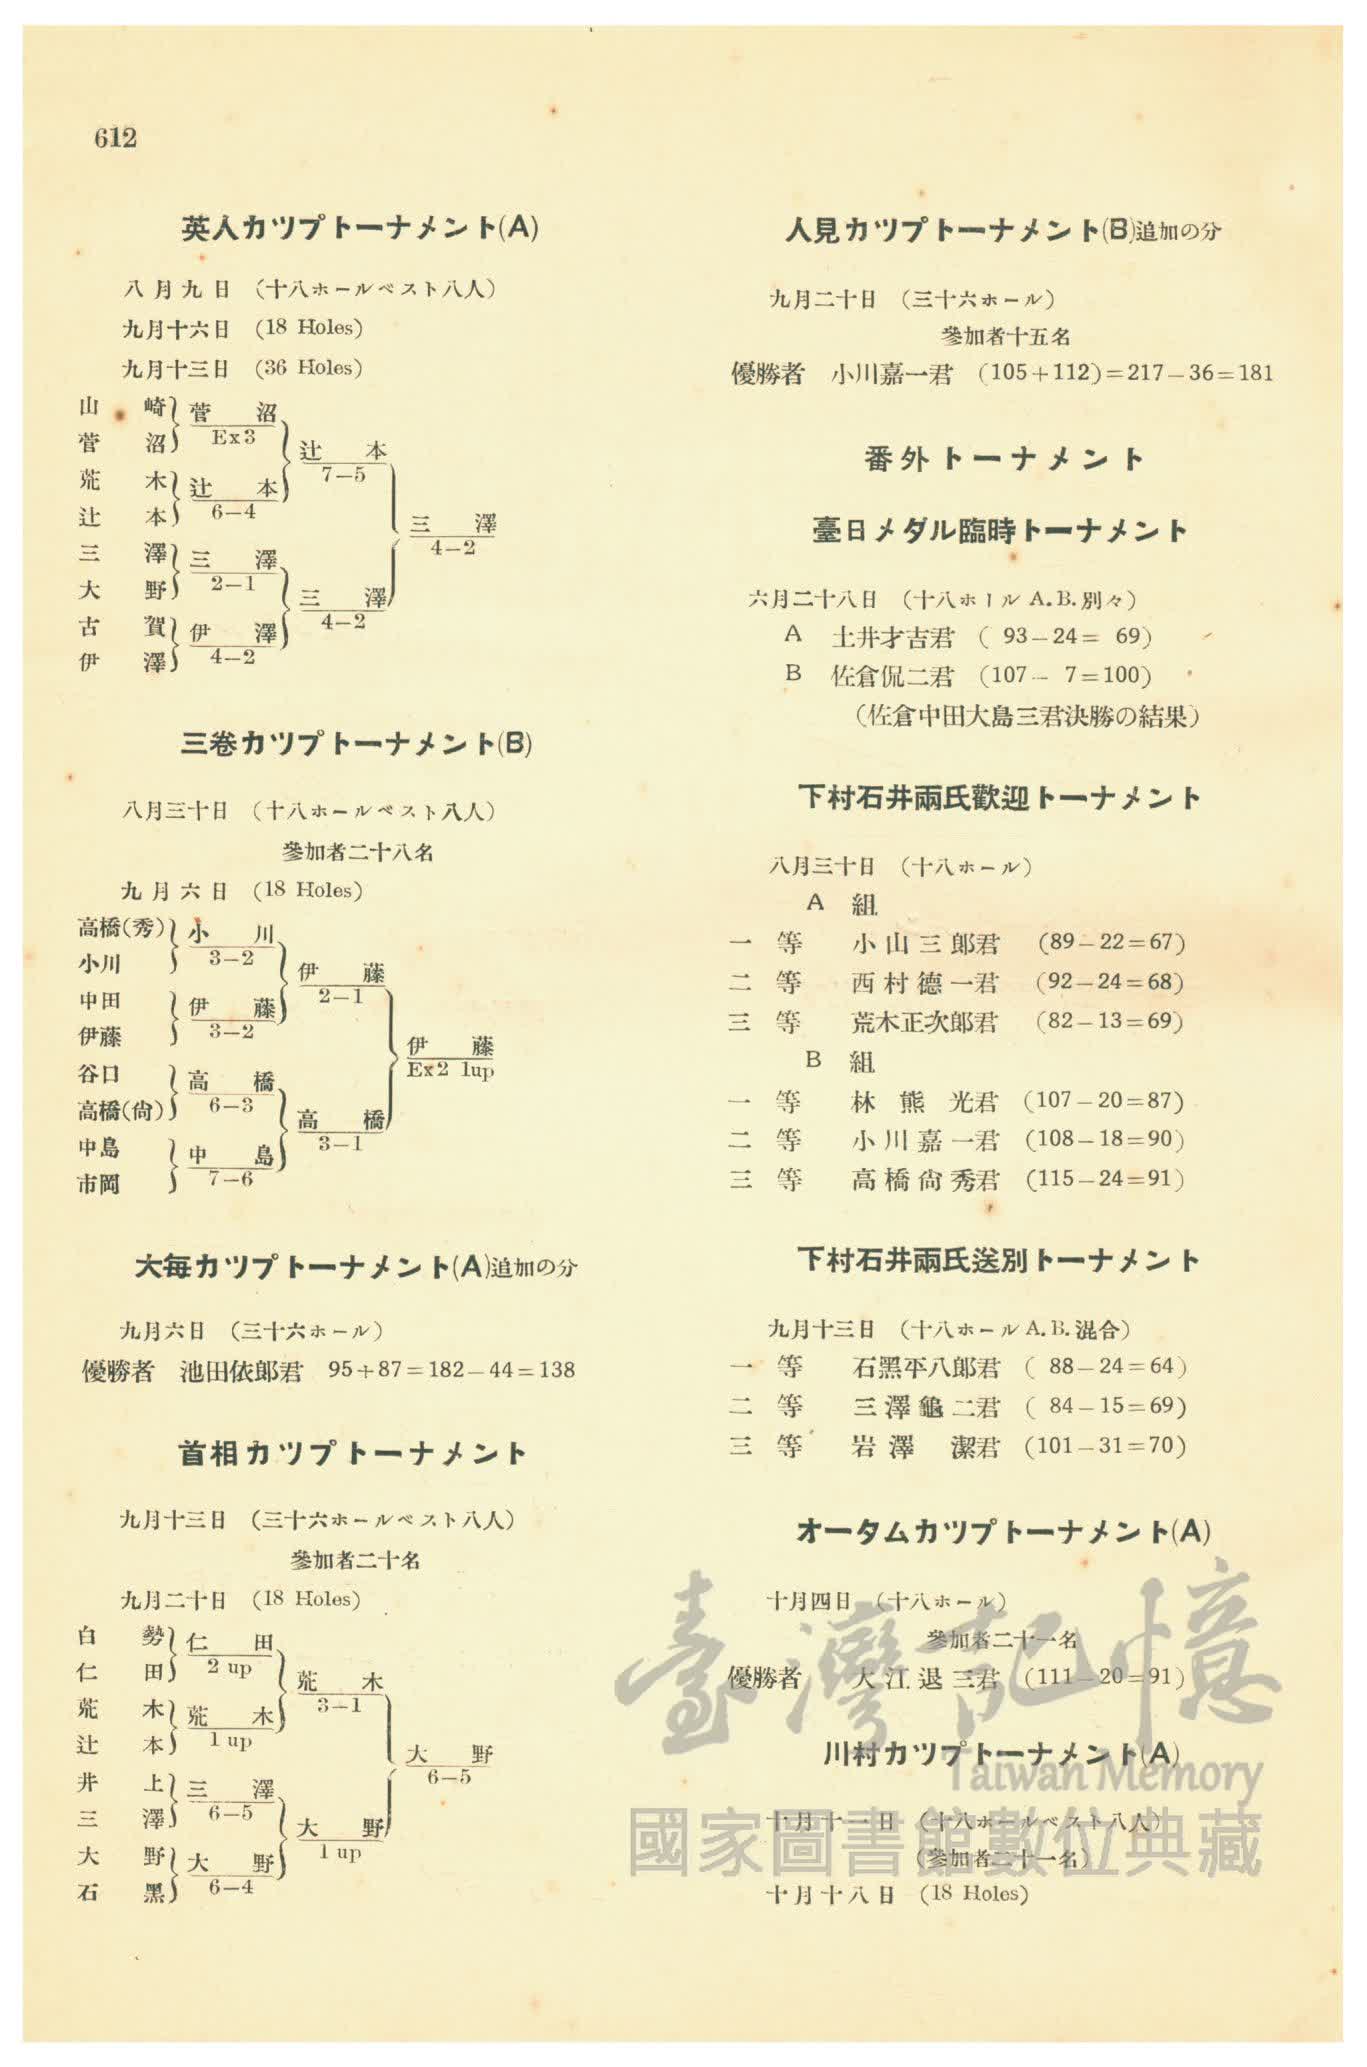 612
英人カツプトーナメント(A)
八月九日 (十八ホールベスト八人)
九月十六日 (18 Holes)
九月十三日 (36 Holes)
山崎
菅沼
荒木
辻本
三澤
大野
古賀
伊澤
菅沼
Ex3
辻本
6—4
三澤
2—1
伊澤
4—2
辻本
7—5
三澤
4—2
三澤
4—2
三卷カツプトーナメント(B)
八月三十日 (十八ホールベスト八人)
參加者二十八名
九月六日 (18 Holes)
高橋(秀)
小川
中田
伊藤
谷口
高橋(尙)
中島
市岡
小川
3—2
伊藤
3—2
高橋
6—3
中島
7—6
伊藤
2—1
高橋
3—1
伊藤
Ex2 1up
大每カツプトーナメント(A)追加の分
九月六日 (三十六ホール)
優勝者 池田依郎君 95+87=182—44=138
首相カツプトーナメント
九月十三日 (三十六ホールベスト八人)
參加者二十名
九月二十日 (18 Holes)
白勢
仁田
荒木
辻本
井上
三澤
大野
石黑
仁田
2 up
荒木
1 up
三澤
6—5
大野
6—4
荒木
3—1
大野
1 up
大野
6—5
人見カツプトーナメント(B)追加の分
九月二十日 (三十六ホール)
參加者十五名
優勝者 小川嘉一君 (105+112)=217—36=181
番外トーナメント
臺日メダル臨時トーナメント
六月二十八日 (十八ホール A.B.別々)
A 土井才吉君 ( 93—24= 69)
B 佐倉侃二君 (107— 7=100)
(佐倉中田大島三君決勝の結果)
下村石井兩氏歡迎トーナメント
八月三十日 (十八ホール)
A 組
一等 小山三郎君 (89—22=67)
二等 西村德一君 (92—24=68)
三等 荒木正次郎君 (82—13=69)
B 組
一等 林熊光君 (107—20=87)
二等 小川嘉一君 (108—18=90)
三等 高橋尙秀君 (115—24=91)
下村石井兩氏送別トーナメント
九月十三日 (十八ホールA.B.混合)
一等 石黑平八郎君 ( 88—24=64)
二等 三澤龜二君 ( 84—15=69)
三等 岩澤潔君 (101—31=70)
オータムカツプトーナメント(A)
十月四日 (十八ホール)
參加者二十一名
優勝者 大江退三君 (111—20=91)
川村カツプトーナメント(A)
十月十一日 (十八ホールベスト八人)
(參加者二十一名)
十月十八日 (18 Holes)
臺灣記憶
Taiwan Memory
國家圖書館數位典藏